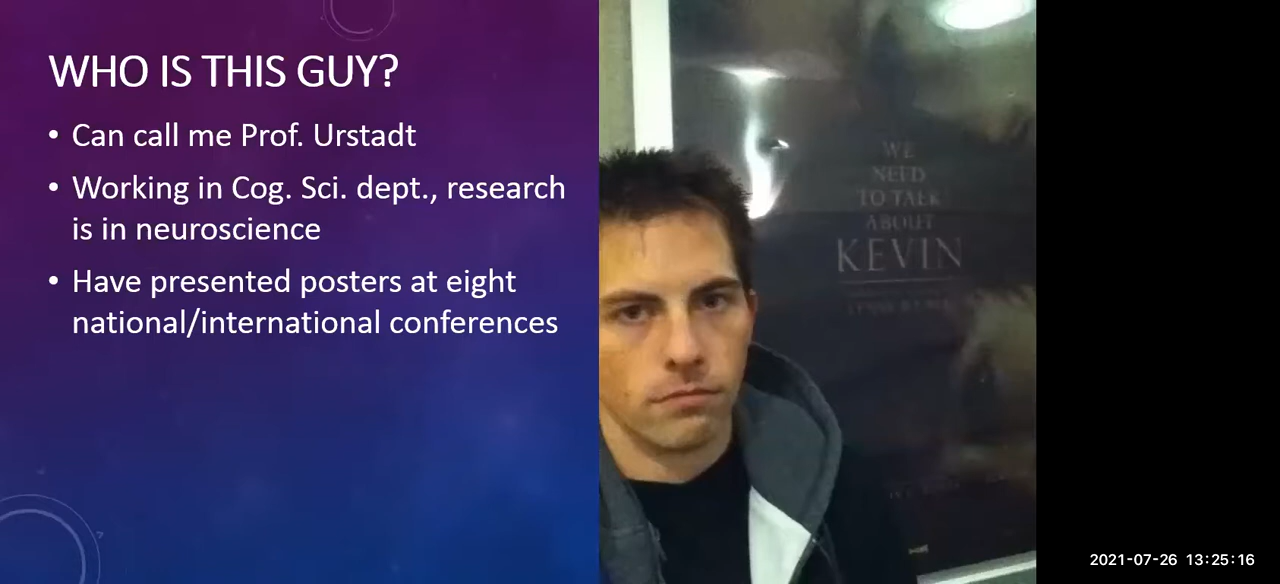 WHO IS THIS GUY?
• Can call me Prof. Urstadt
• Working in Cog. Sci. dept., research
is in neuroscience
• Have presented posters at eight
national/international conferences
WE
NEED
TO TALK
ABOUT
KEVIN
2021-07-26 13:25:16